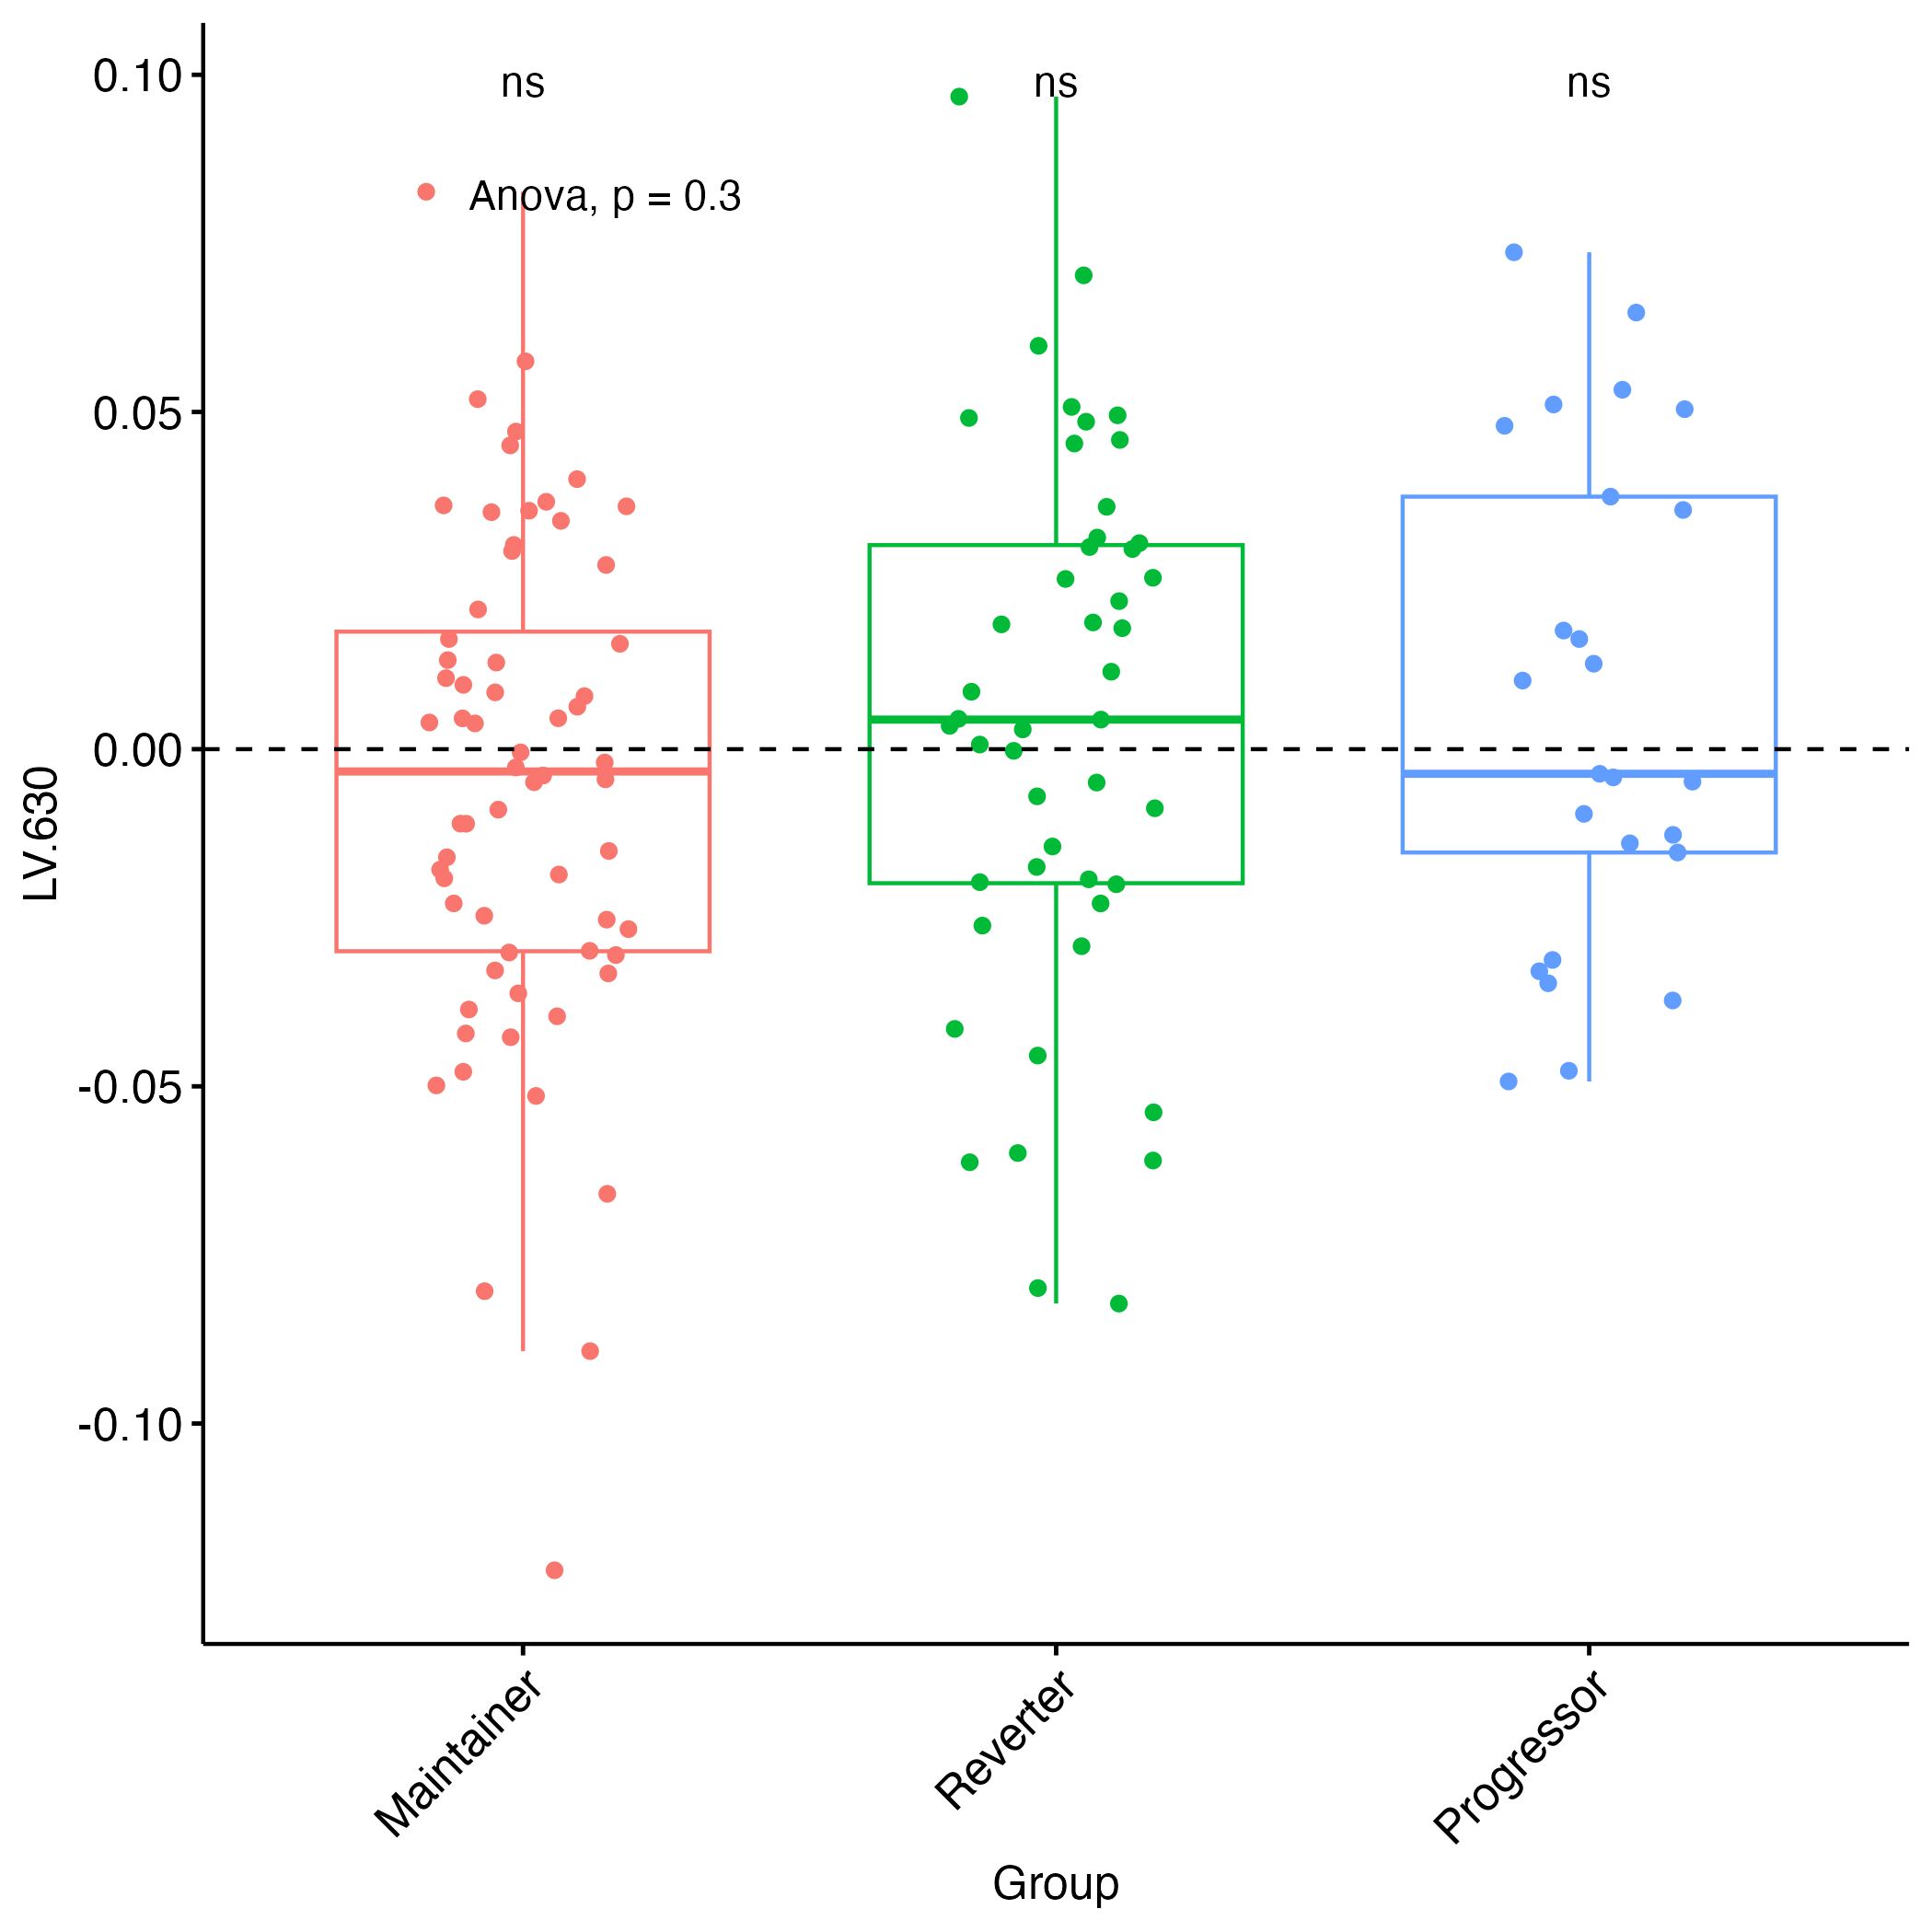 ns ns ns
Anova, p = 0.3
0.10
0.05
0.00
-0.05
-0.10
LV.630
Maintainer
Reverter
Progressor
Group